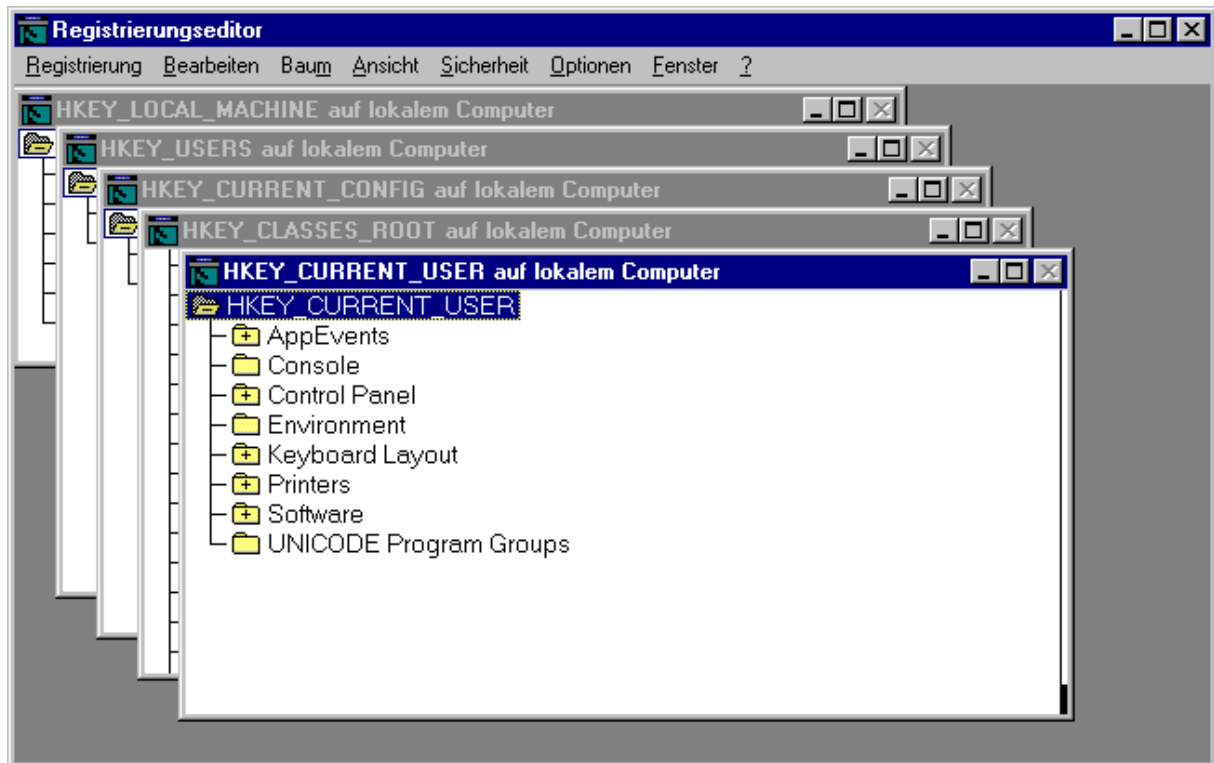 Registrierungseditor
Registrierung Bearbeiten Baum Ansicht Sicherheit Optionen Fenster ?
HKEY_LOCAL_MACHINE auf lokalem Computer
HKEY_USERS auf lokalem Computer
HKEY_CURRENT_CONFIG auf lokalem Computer
HKEY_CLASSES_ROOT auf lokalem Computer
HKEY_CURRENT_USER auf lokalem Computer
HKEY_CURRENT_USER
AppEvents
Console
Control Panel
Environment
Keyboard Layout
Printers
Software
UNICODE Program Groups